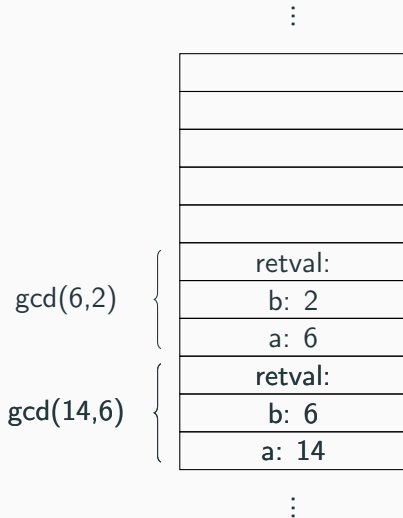 ⋮
retval:
gcd(6,2)
b: 2
a: 6
retval:
gcd(14,6)
b: 6
a: 14
⋮